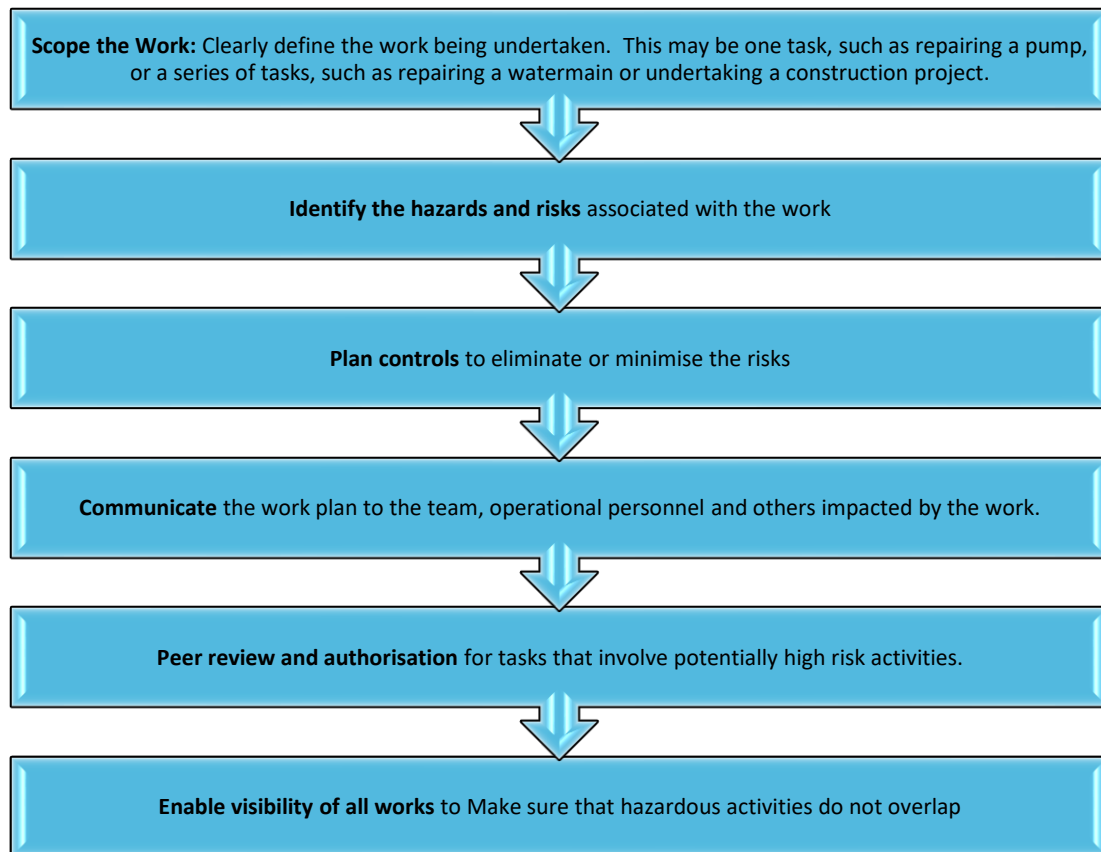 Scope the Work: Clearly define the work being undertaken.  This may be one task, such as repairing a pump,
or a series of tasks, such as repairing a watermain or undertaking a construction project.
Identify the hazards and risks associated with the work
Plan controls to eliminate or minimise the risks
Communicate the work plan to the team, operational personnel and others impacted by the work.
Peer review and authorisation for tasks that involve potentially high risk activities.
Enable visibility of all works to Make sure that hazardous activities do not overlap